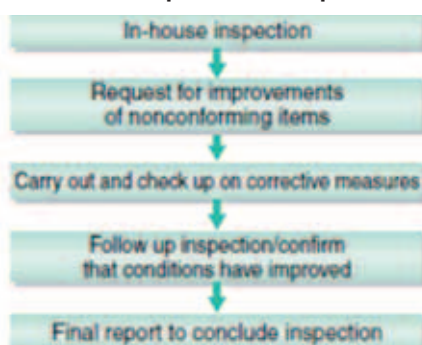 In-house inspection
Request for improvements
of nonconforming items
Carry out and check up on corrective measures
Follow up inspection/confirm
that conditions have improved
Final report to conclude inspection